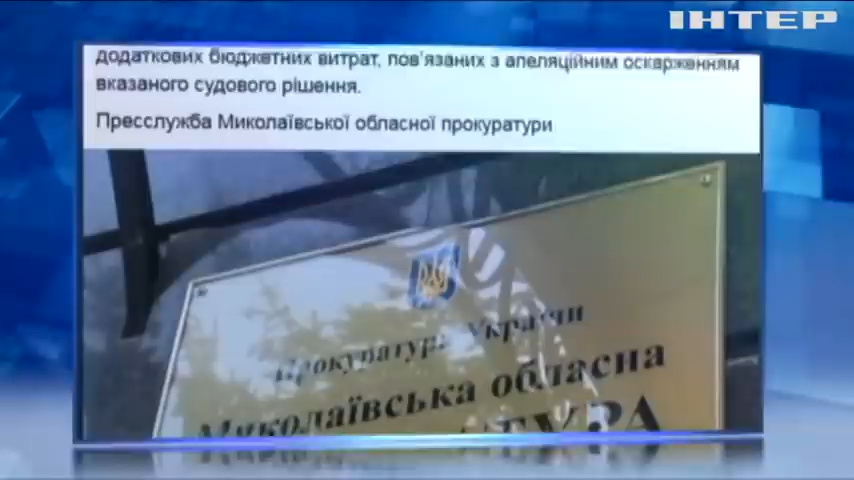 ІНТЕР
додаткових бюджетних витрат, пов'язаних з апеляційним оскарженням
вказаного судового рішення.
Пресслужба Миколаївської обласної прокуратури
Прокуратура України
Миколаївська обласна